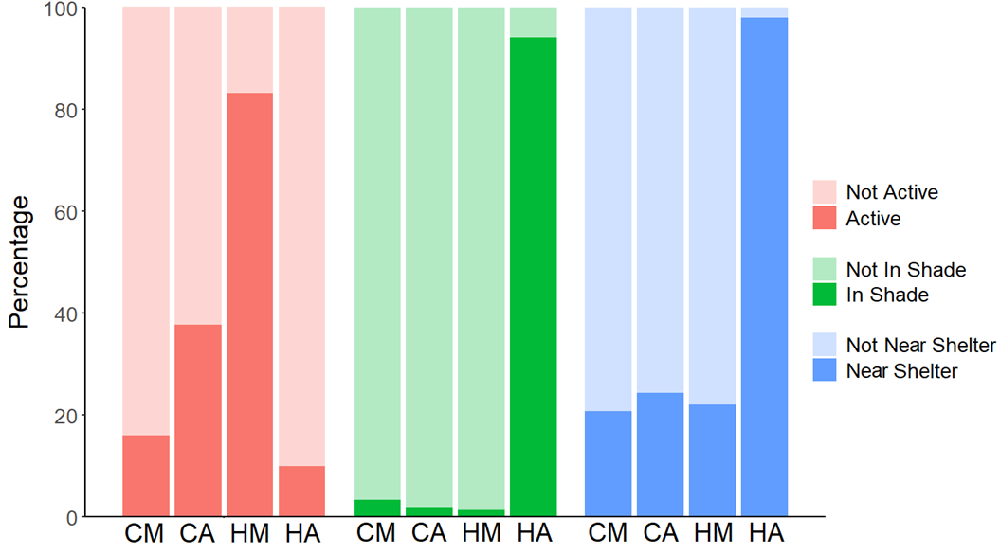 Percentage
100
80
60
40
20
0
CM CA HM HA CM CA HM HA CM CA HM HA
Not Active
Active
Not In Shade
In Shade
Not Near Shelter
Near Shelter